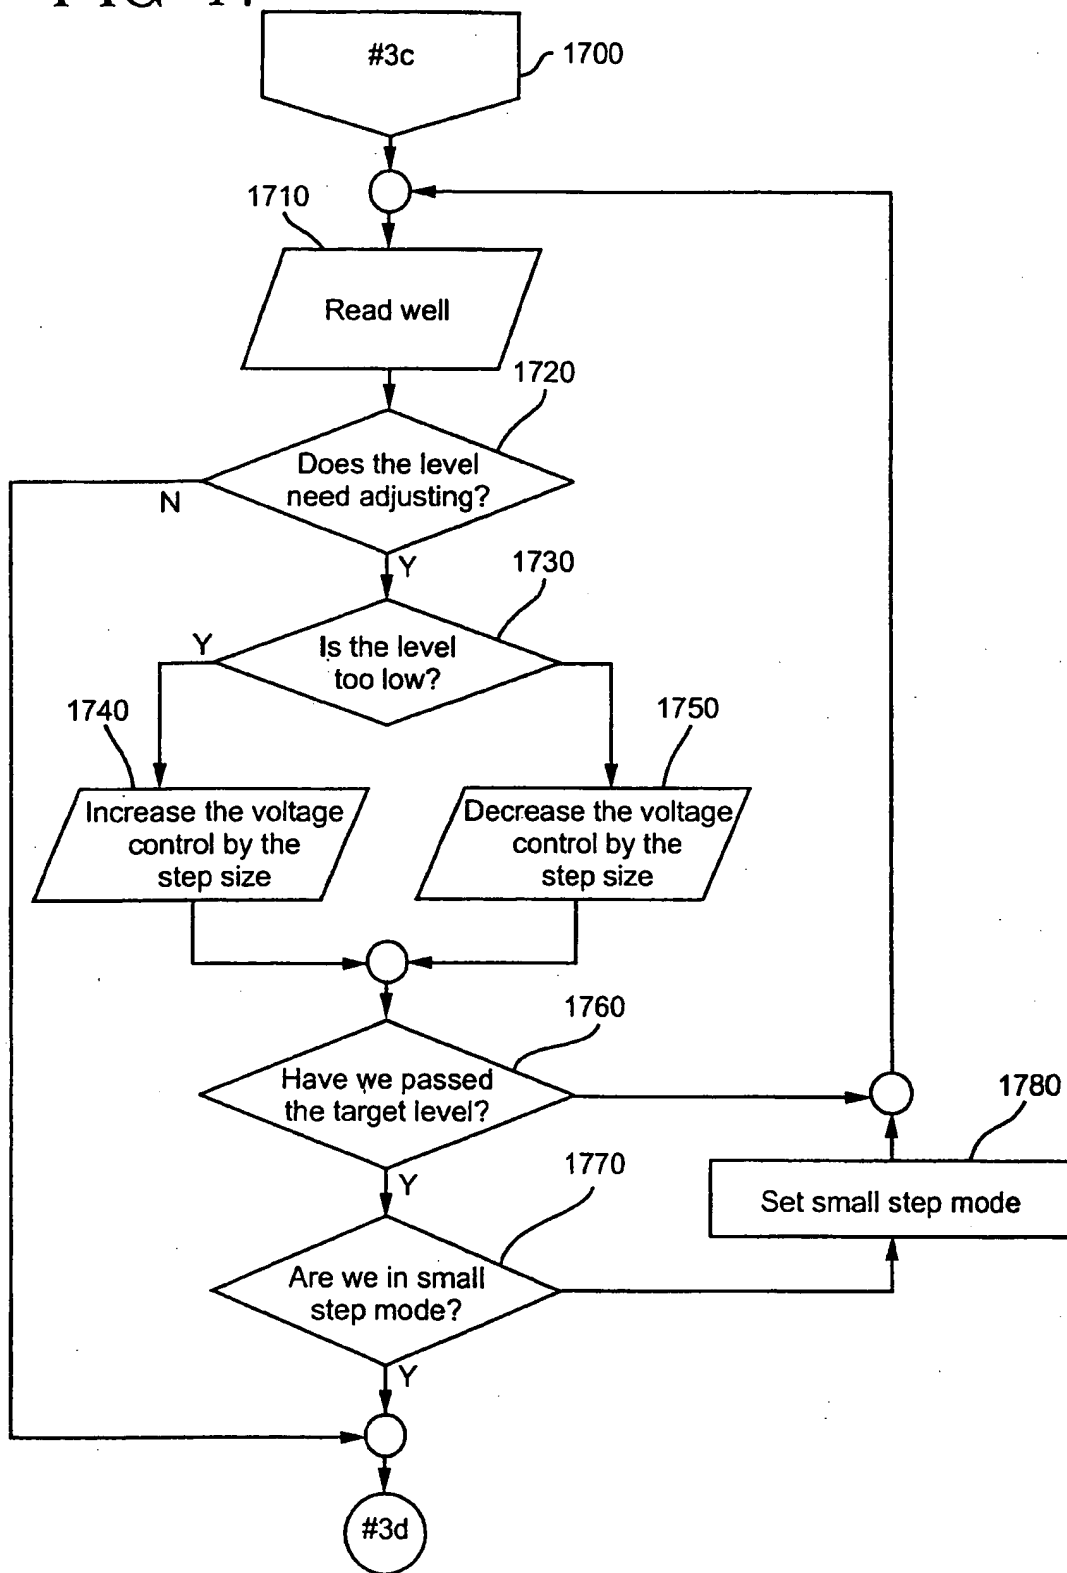 FIG
#3c
1700
1710
Read well
1720
Does the level
need adjusting?
N
Y
1730
Is the level
too low?
Y
1740
1750
Increase the voltage
control by the
step size
Decrease the voltage
control by the
step size
1760
Have we passed
the target level?
1780
Y
1770
Set small step mode
Are we in small
step mode?
Y
#3d